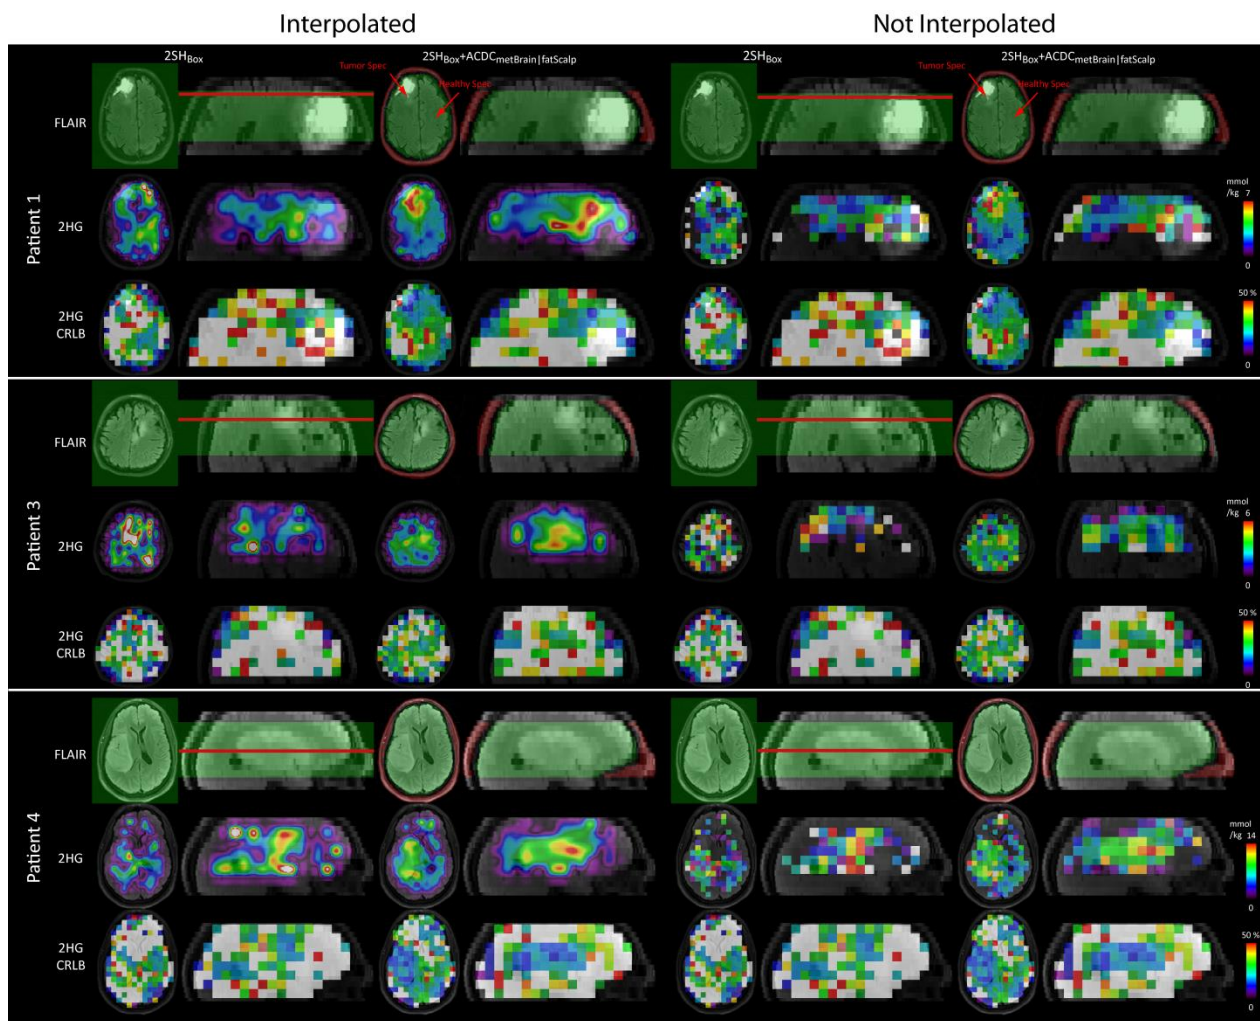 Interpolated Not Interpolated
2SHBox 2SHBox+ACDCmetBrain|fatScalp 2SHBox 2SHBox+ACDCmetBrain|fatScalp
Tumor Spec Healthy Spec Tumor Spec Healthy Spec
Patient 1
FLAIR
2HG
mmol
/kg 7
0
2HG
CRLB
50 %
0
Patient 3
FLAIR
2HG
mmol
/kg 6
0
2HG
CRLB
50 %
0
Patient 4
FLAIR
2HG
mmol
/kg 14
0
2HG
CRLB
50 %
0